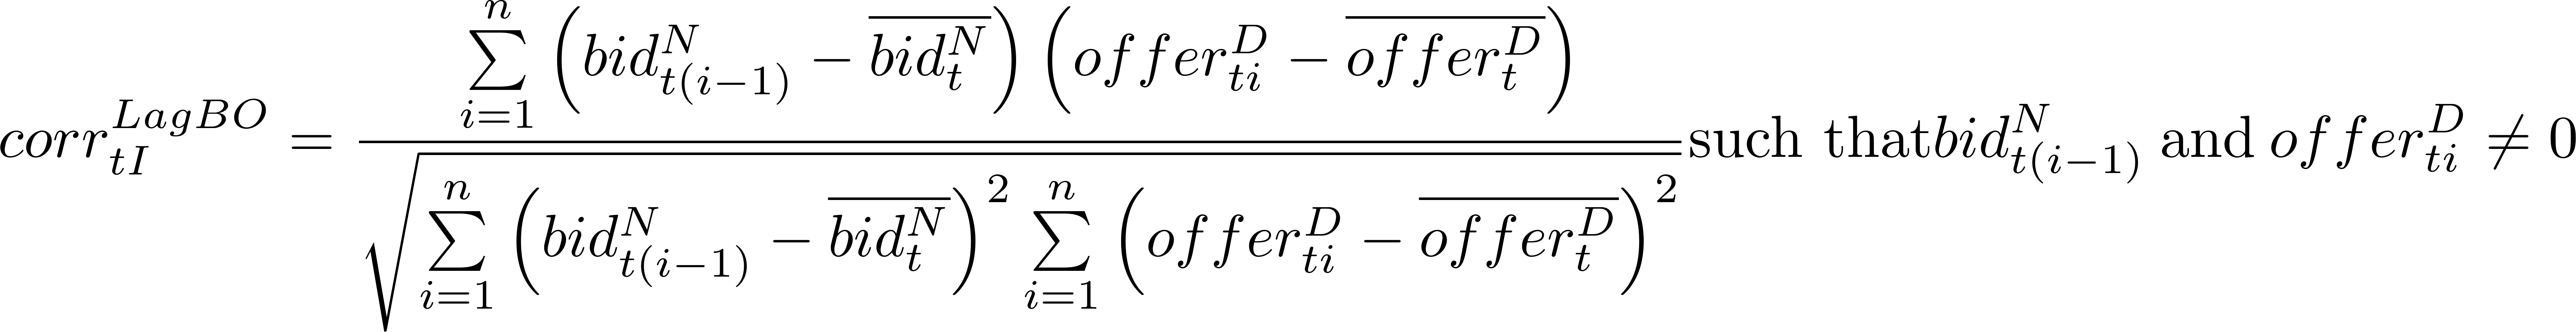 corr_{tI}^{LagBO} = \frac{\sum_{i=1}^{n} \left( bid_{t(i-1)}^{N} - \overline{bid_{t}^{N}} \right) \left( offer_{ti}^{D} - \overline{offer_{t}^{D}} \right)}{\sqrt{\sum_{i=1}^{n} \left( bid_{t(i-1)}^{N} - \overline{bid_{t}^{N}} \right)^{2} \sum_{i=1}^{n} \left( offer_{ti}^{D} - \overline{offer_{t}^{D}} \right)^{2}}} \text{such that} bid_{t(i-1)}^{N} \text{ and } offer_{ti}^{D} \neq 0